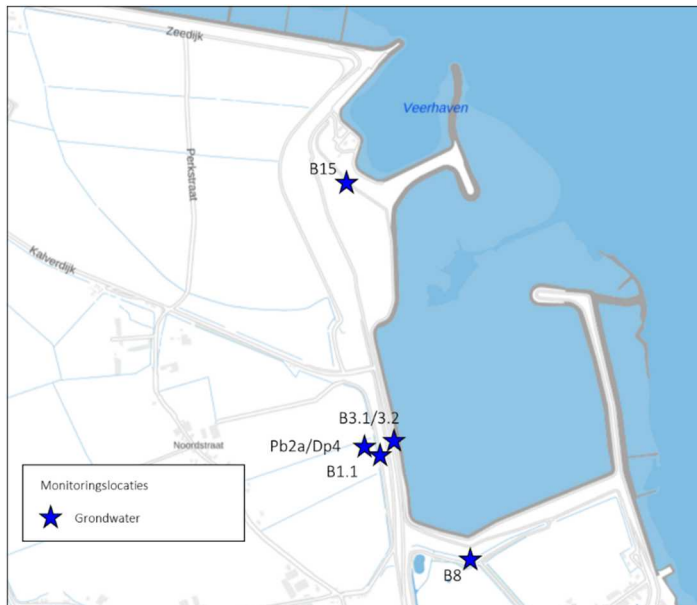 Zeedijk
Veerhaven
Perkstraat
B15
Kalverdijk
B3.1/3.2
Noordstraat
Pb2a/Dp4
B1.1
Monitoringslocaties
Grondwater
B8